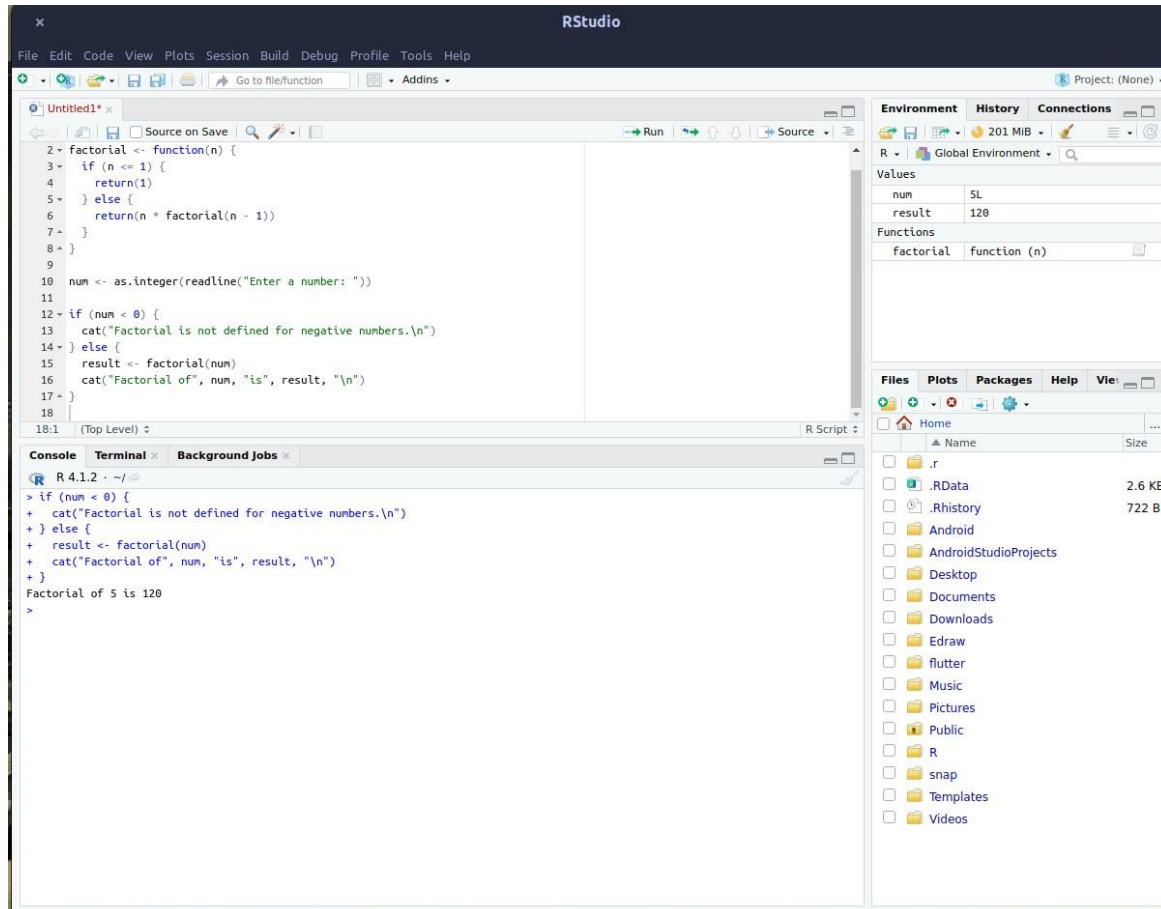 RStudio
File Edit Code View Plots Session Build Debug Profile Tools Help
Go to file/function Addins Project: (None)
Untitled1*
Source on Save Run Source
2 factorial <- function(n) {
3   if (n <= 1) {
4     return(1)
5   } else {
6     return(n * factorial(n - 1))
7   }
8 }
9
10 num <- as.integer(readline("Enter a number: "))
11
12 if (num < 0) {
13   cat("Factorial is not defined for negative numbers.\n")
14 } else {
15   result <- factorial(num)
16   cat("Factorial of", num, "is", result, "\n")
17 }
18
18:1 (Top Level) R Script
Console Terminal Background Jobs
R 4.1.2 · ~/
> if (num < 0) {
+   cat("Factorial is not defined for negative numbers.\n")
+ } else {
+   result <- factorial(num)
+   cat("Factorial of", num, "is", result, "\n")
+ }
Factorial of 5 is 120
>
Environment History Connections
201 MiB
R Global Environment
Values
num 5L
result 120
Functions
factorial function (n)
Files Plots Packages Help
Home ...
Name Size
.r
.RData 2.6 KB
.Rhistory 722 B
Android
AndroidStudioProjects
Desktop
Documents
Downloads
Edraw
flutter
Music
Pictures
Public
R
snap
Templates
Videos